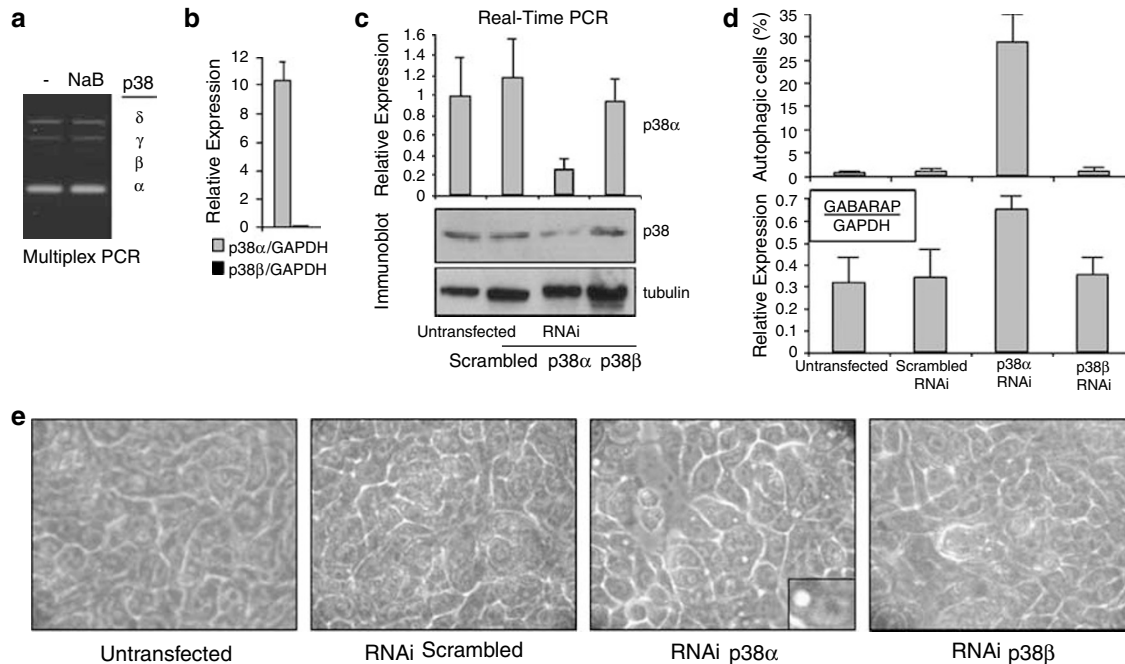 a
- NaB p38
δ
γ
β
α
Multiplex PCR
b
Relative Expression
12
10
8
6
4
2
0
p38α/GAPDH
p38β/GAPDH
c
Real-Time PCR
Relative Expression
1.6
1.4
1.2
1
0.8
0.6
0.4
0.2
0
p38α
Immunoblot
p38
tubulin
Untransfected RNAi
Scrambled p38α p38β
d
Autophagic cells (%)
35
30
25
20
15
10
5
0
GABARAP
GAPDH
Relative Expression
0.7
0.6
0.5
0.4
0.3
0.2
0.1
0
Untransfected Scrambled RNAi p38α RNAi p38β RNAi
e
Untransfected
RNAi Scrambled
RNAi p38α
RNAi p38β